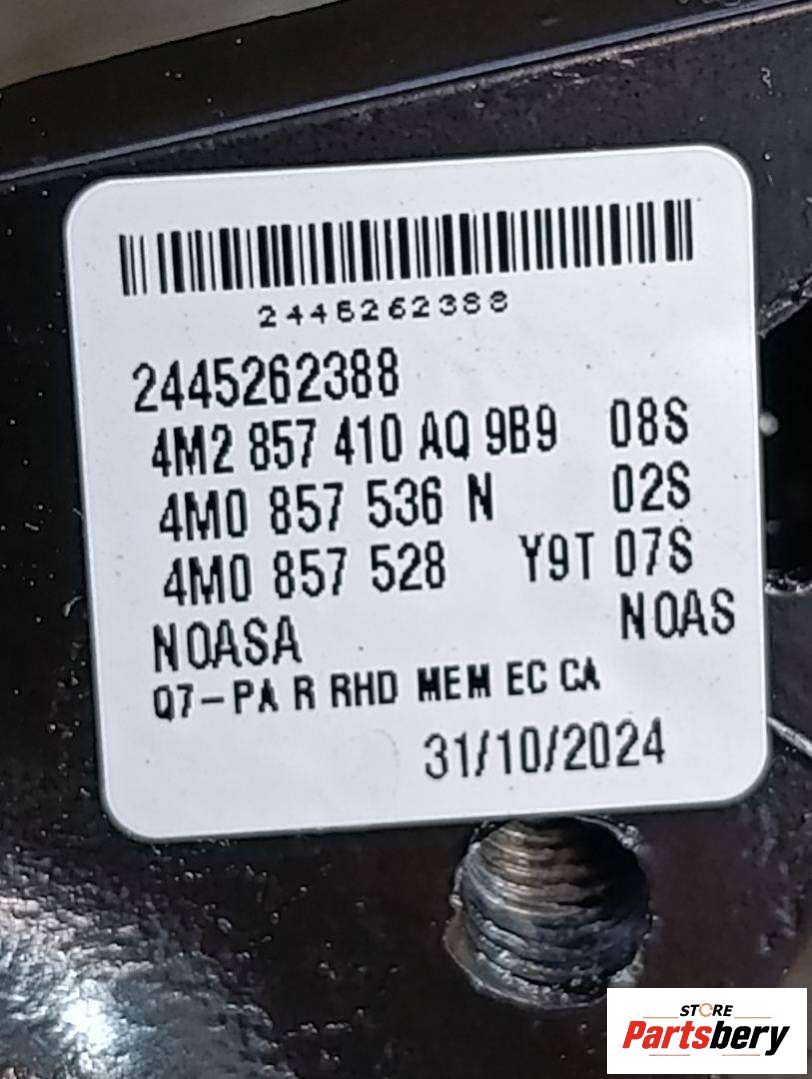 2445262388
2445262388
4M2 857 410 AQ 9B9 08S
4M0 857 536 N 02S
4M0 857 528 Y9T 07S
NOASA NOAS
Q7-PA R RHD MEM EC CA
31/10/2024
STORE
Partsbery